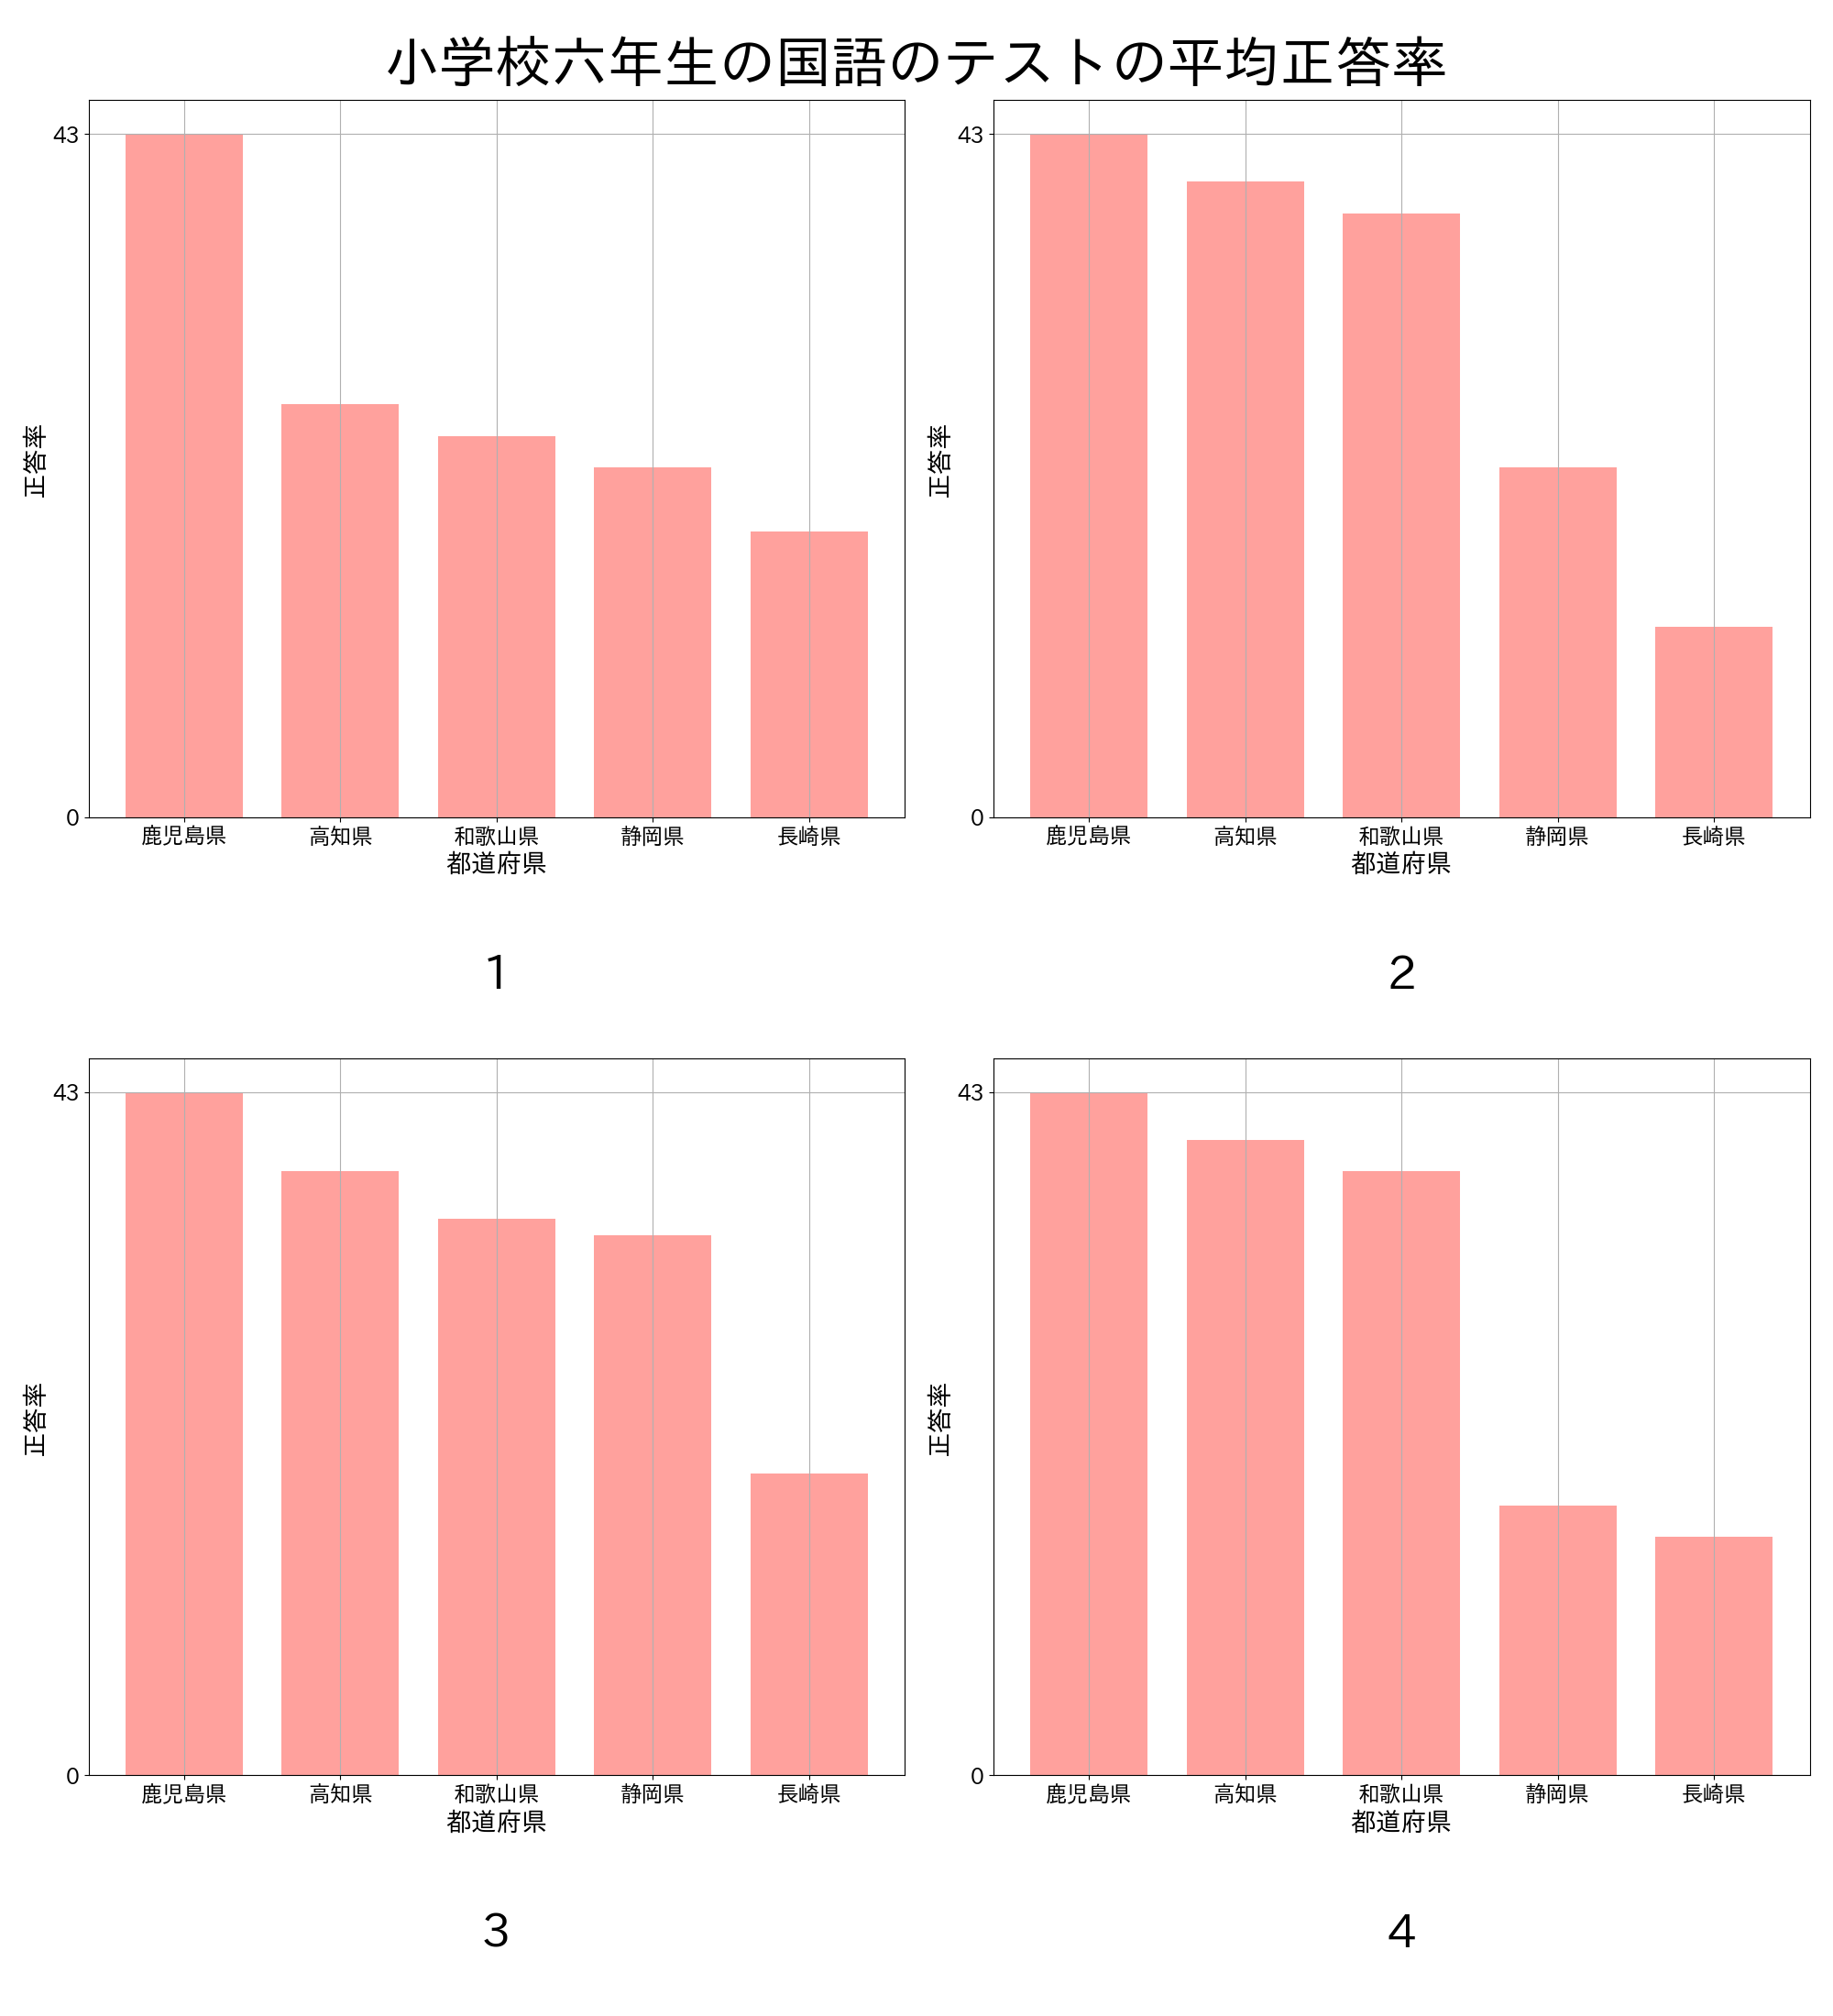 小学校六年生の国語のテストの平均正答率
43
正答率
0
鹿児島県 高知県 和歌山県 静岡県 長崎県
都道府県
1
43
正答率
0
鹿児島県 高知県 和歌山県 静岡県 長崎県
都道府県
2
43
正答率
0
鹿児島県 高知県 和歌山県 静岡県 長崎県
都道府県
3
43
正答率
0
鹿児島県 高知県 和歌山県 静岡県 長崎県
都道府県
4